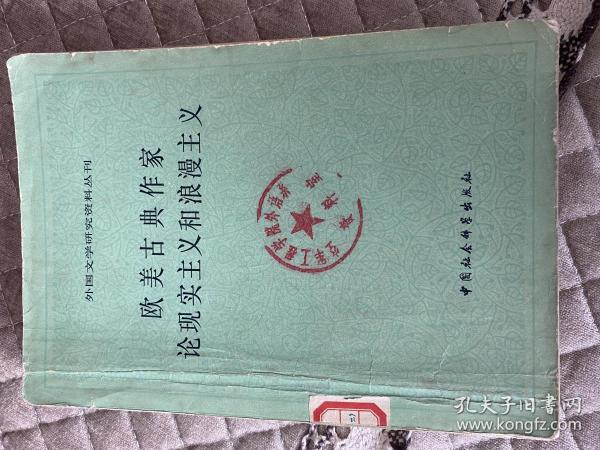 外国文学研究资料丛刊
欧美古典作家
论现实主义和浪漫主义
中国社会科学出版社
(二)
孔夫子旧书网
www.kongfz.com